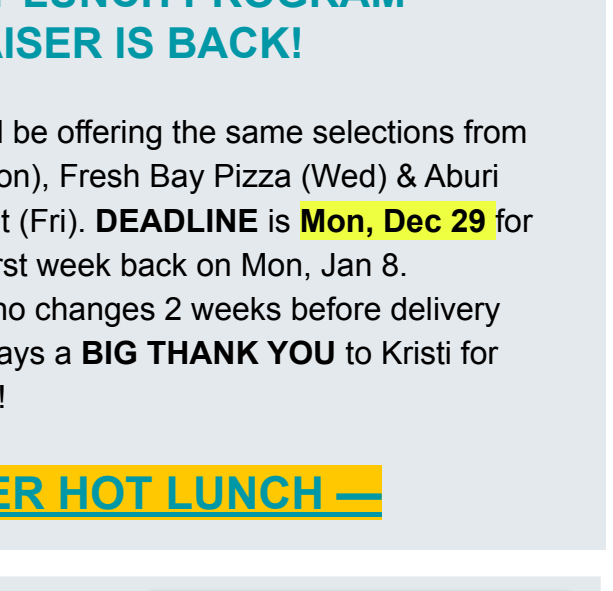 LUNCH PROGRAM
AISER IS BACK!
l be offering the same selections from
on), Fresh Bay Pizza (Wed) & Aburi
t (Fri). DEADLINE is Mon, Dec 29 for
rst week back on Mon, Jan 8.
no changes 2 weeks before delivery
ays a BIG THANK YOU to Kristi for
!
ER HOT LUNCH —